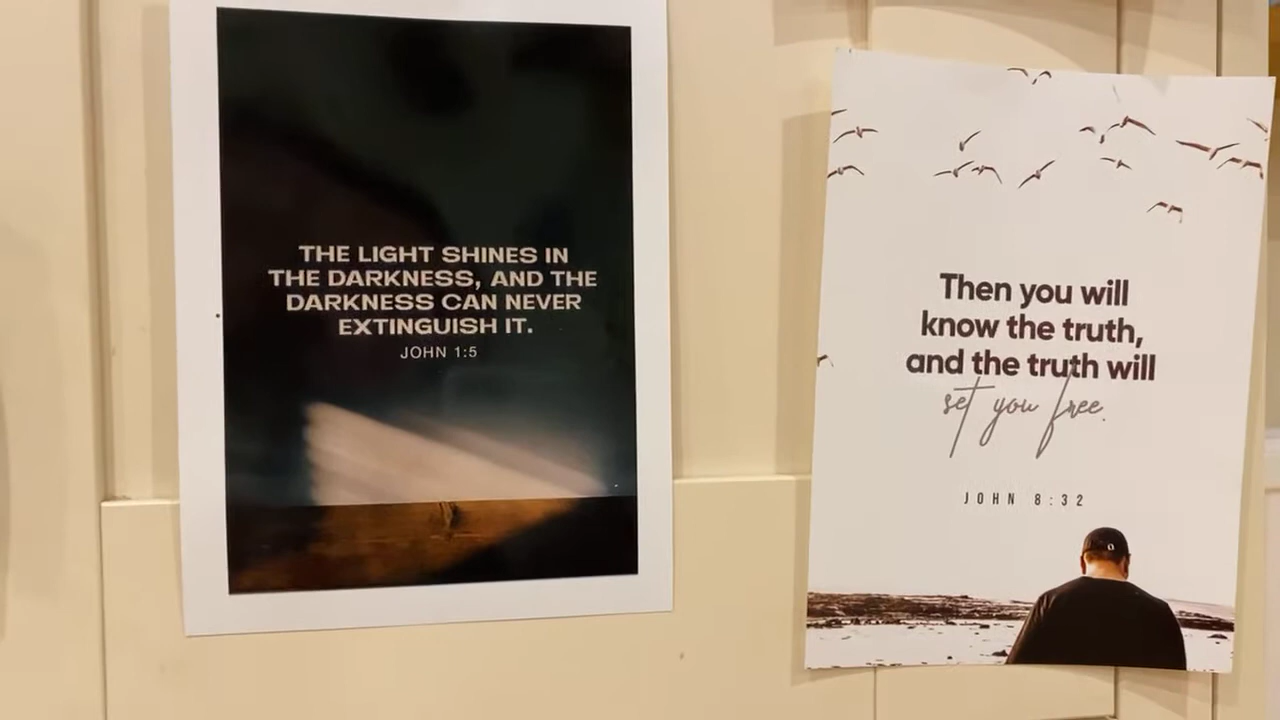 THE LIGHT SHINES IN
THE DARKNESS, AND THE
DARKNESS CAN NEVER
EXTINGUISH IT.
JOHN 1:5
Then you will
know the truth,
and the truth will
set you free.
JOHN 8:32